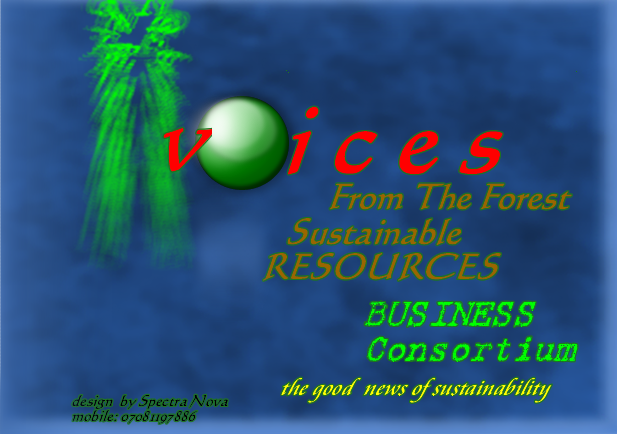 voices
From The Forest
Sustainable
RESOURCES
BUSINESS
Consortium
the good news of sustainability
design by Spectra Nova
mobile: 07081197886